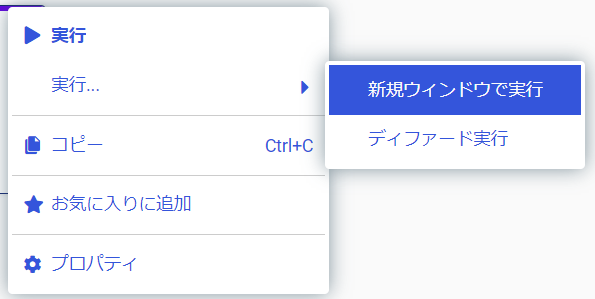 実行
実行...
新規ウィンドウで実行
ディファード実行
コピー Ctrl+C
お気に入りに追加
プロパティ